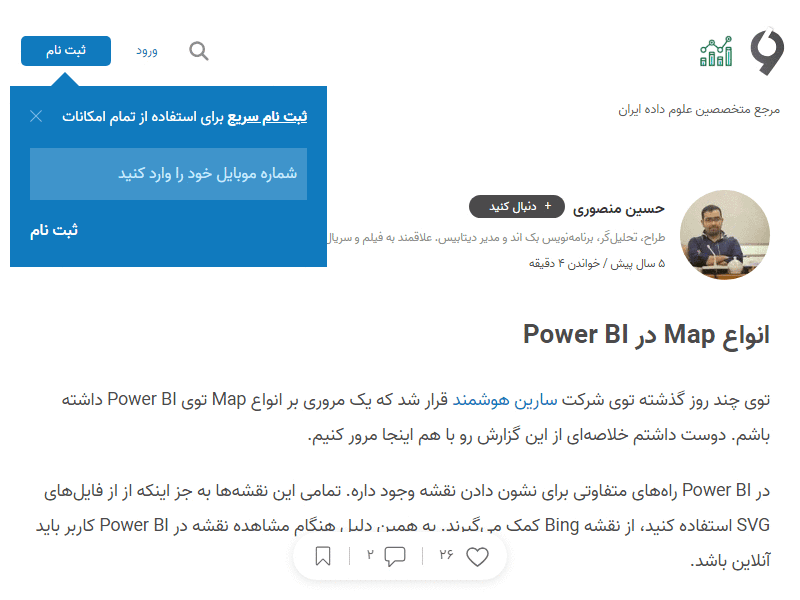 ثبت نام
ورود
مرجع متخصصین علوم داده ایران
ثبت نام سریع برای استفاده از تمام امکانات
شماره موبایل خود را وارد کنید
ثبت نام
حسین منصوری
+ دنبال کنید
طراح، تحلیل‌گر، برنامه‌نویس بک اند و مدیر دیتابیس. علاقمند به فیلم و سریال
۵ سال پیش / خواندن ۴ دقیقه
انواع Map در Power BI
توی چند روز گذشته توی شرکت سارین هوشمند قرار شد که یک مروری بر انواع Map توی Power BI داشته
باشم. دوست داشتم خلاصه‌ای از این گزارش رو با هم اینجا مرور کنیم.
در Power BI راه‌های متفاوتی برای نشون دادن نقشه وجود داره. تمامی این نقشه‌ها به جز اینکه از از فایل‌های
SVG استفاده کنید، از نقشه Bing کمک می‌گیرند. به همین دلیل هنگام مشاهده نقشه در Power BI کاربر باید
آنلاین باشد.
۲۶
۲